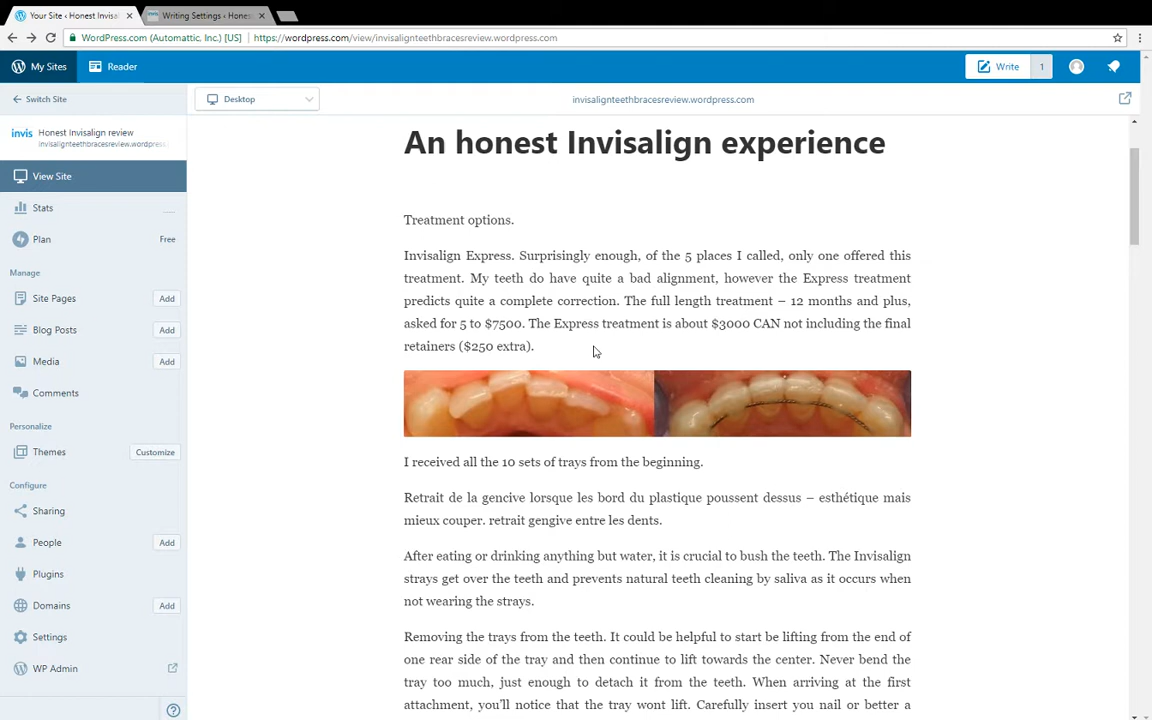 Your Site ‹ Honest Invisali
Writing Settings ‹ Hones
WordPress.com (Automattic, Inc.) [US]
https://wordpress.com/view/invisalignteethbracesreview.wordpress.com
My Sites
Reader
Write
1
Switch Site
Desktop
invisalignteethbracesreview.wordpress.com
invis
Honest Invisalign review
invisalignteethbracesreview.wordpress
View Site
Stats
Plan
Free
Manage
Site Pages
Add
Blog Posts
Add
Media
Add
Comments
Personalize
Themes
Customize
Configure
Sharing
People
Add
Plugins
Domains
Add
Settings
WP Admin
An honest Invisalign experience
Treatment options.
Invisalign Express. Surprisingly enough, of the 5 places I called, only one offered this
treatment. My teeth do have quite a bad alignment, however the Express treatment
predicts quite a complete correction. The full length treatment – 12 months and plus,
asked for 5 to $7500. The Express treatment is about $3000 CAN not including the final
retainers ($250 extra).
I received all the 10 sets of trays from the beginning.
Retrait de la gencive lorsque les bord du plastique poussent dessus – esthétique mais
mieux couper. retrait gengive entre les dents.
After eating or drinking anything but water, it is crucial to bush the teeth. The Invisalign
strays get over the teeth and prevents natural teeth cleaning by saliva as it occurs when
not wearing the strays.
Removing the trays from the teeth. It could be helpful to start be lifting from the end of
one rear side of the tray and then continue to lift towards the center. Never bend the
tray too much, just enough to detach it from the teeth. When arriving at the first
attachment, you'll notice that the tray wont lift. Carefully insert you nail or better a